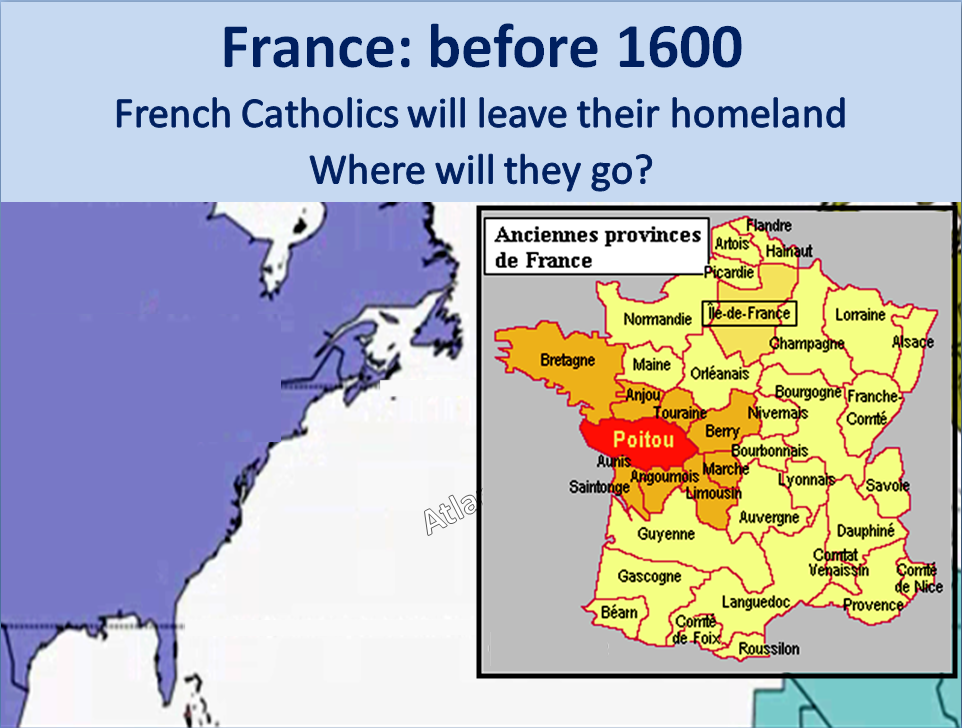 France: before 1600
French Catholics will leave their homeland
Where will they go?
Anciennes provinces
de France
Flandre
Artois
Hainaut
Picardie
Normandie
Île-de-France
Lorraine
Champagne
Alsace
Bretagne
Maine
Orléanais
Anjou
Bourgogne
Franche-
Comté
Touraine
Nivernais
Berry
Poitou
Bourbonnais
Aunis
Marche
Angoumois
Lyonnais
Savoie
Saintonge
Limousin
Auvergne
Guyenne
Dauphiné
Comtat
Venaissin
Comté
de Nice
Gascogne
Languedoc
Provence
Béarn
Comté
de Foix
Roussillon